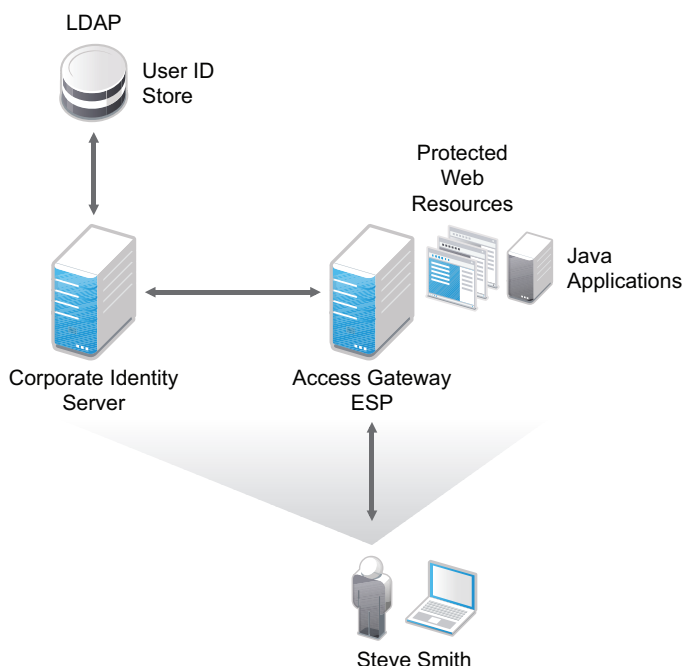 LDAP
User ID
Store
Protected
Web
Resources
Java
Applications
Corporate Identity
Server
Access Gateway
ESP
Steve Smith